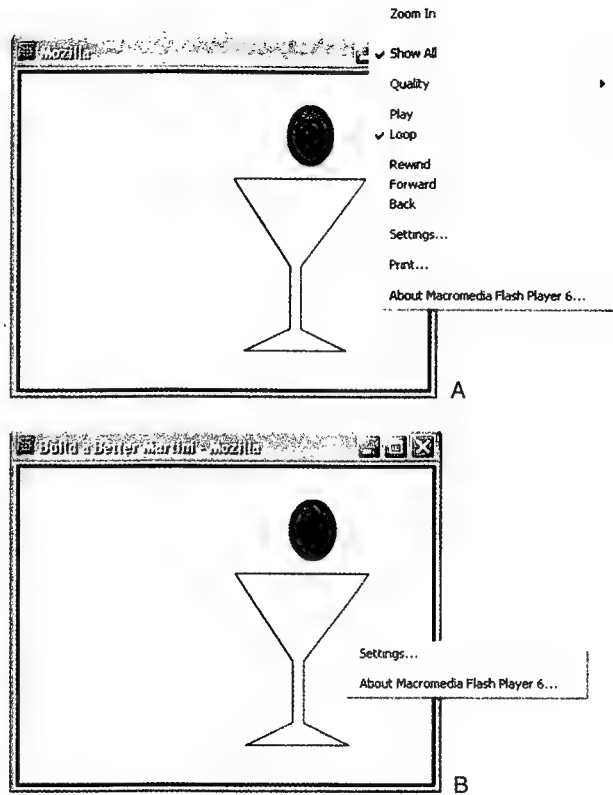 Zoom In
Mozilla
Show All
Quality
Play
Loop
Rewind
Forward
Back
Settings...
Print...
About Macromedia Flash Player 6...
A
Build a Better Martini - Mozilla
Settings...
About Macromedia Flash Player 6...
B